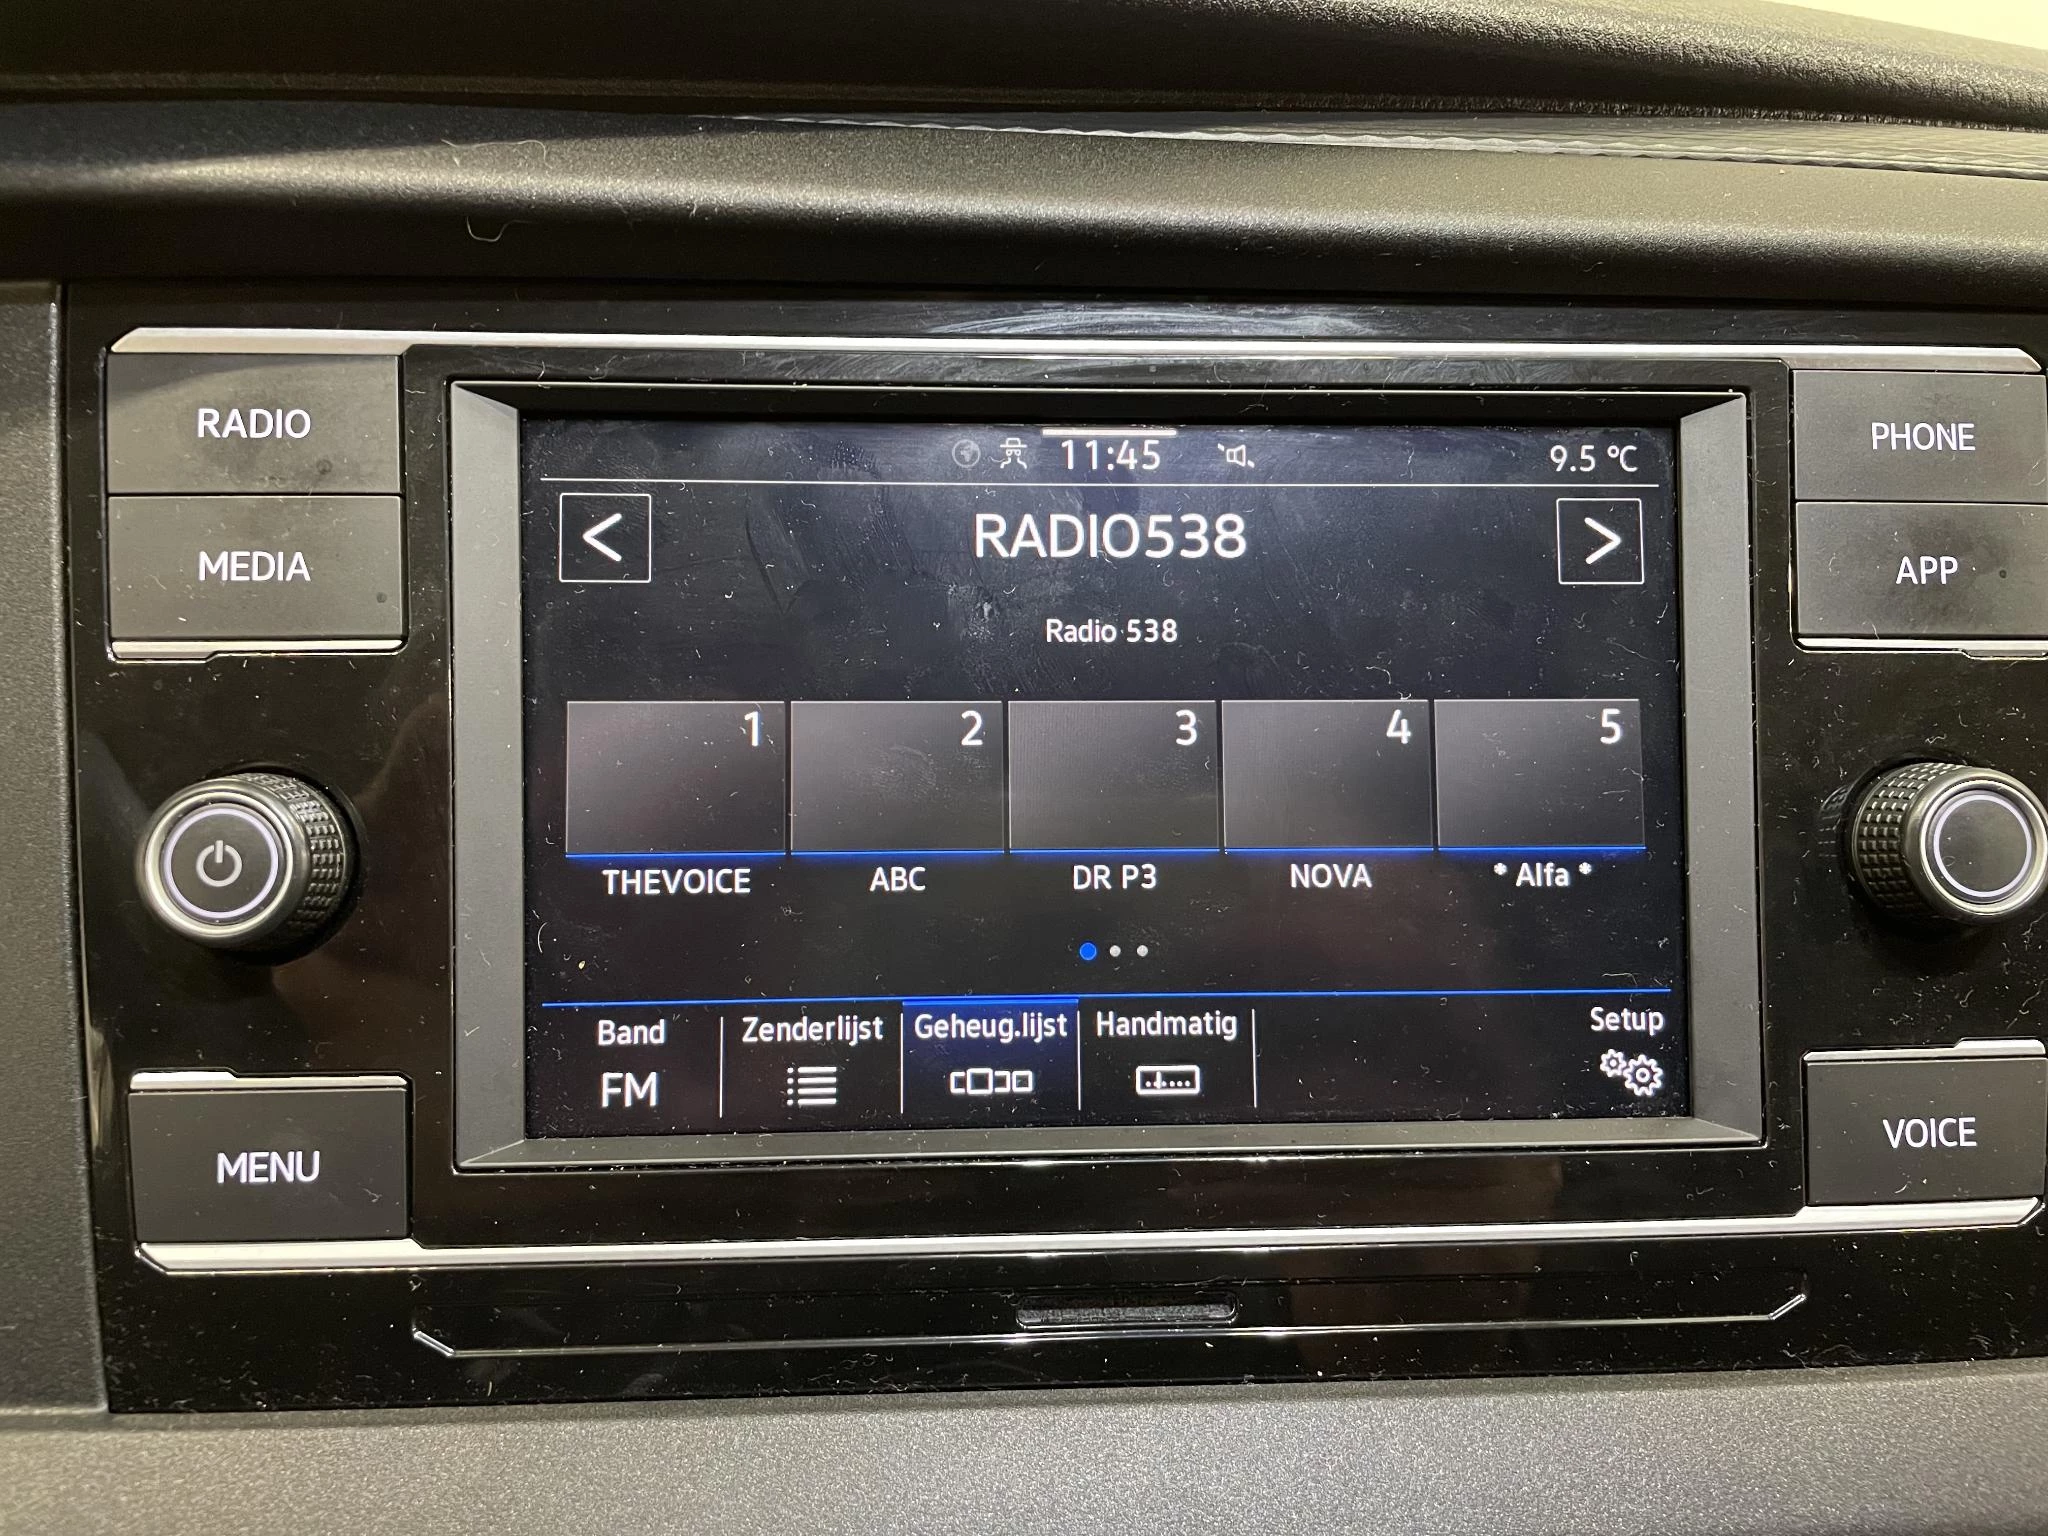 RADIO
MEDIA
MENU
11:45
9.5 °C
<
RADIO538
>
Radio 538
1
2
3
4
5
THEVOICE
ABC
DR P3
NOVA
* Alfa *
Band
FM
Zenderlijst
Geheug.lijst
Handmatig
Setup
PHONE
APP
VOICE